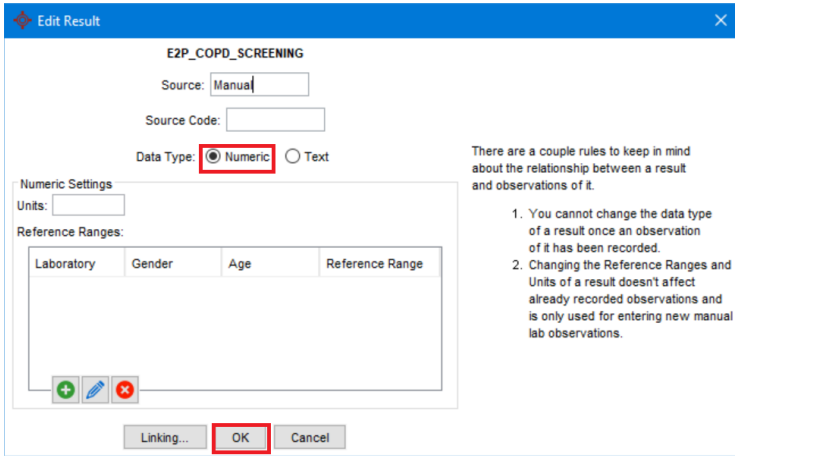 Edit Result
E2P_COPD_SCREENING
Source: Manual
Source Code:
Data Type: Numeric Text
Numeric Settings
Units:
Reference Ranges:
Laboratory Gender Age Reference Range
Linking... OK Cancel
There are a couple rules to keep in mind
about the relationship between a result
and observations of it.
1. You cannot change the data type
of a result once an observation
of it has been recorded.
2. Changing the Reference Ranges and
Units of a result doesn't affect
already recorded observations and
is only used for entering new manual
lab observations.